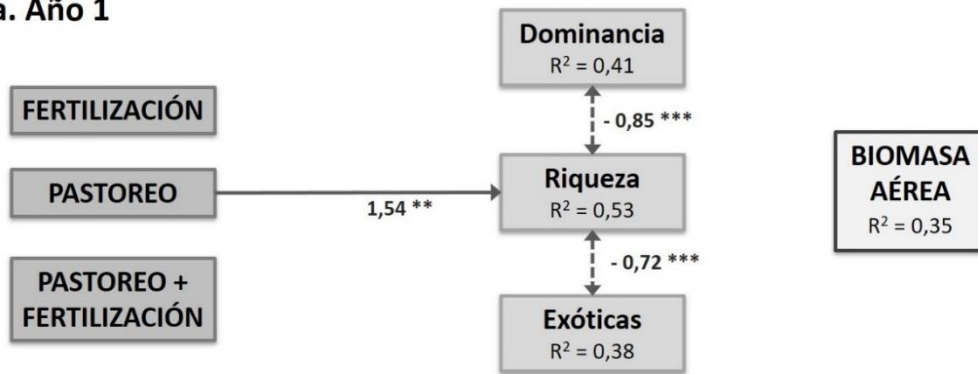 a. Año 1
FERTILIZACIÓN
PASTOREO
PASTOREO +
FERTILIZACIÓN
1,54 **
Dominancia
R² = 0,41
- 0,85 ***
Riqueza
R² = 0,53
- 0,72 ***
Exóticas
R² = 0,38
BIOMASA
AÉREA
R² = 0,35